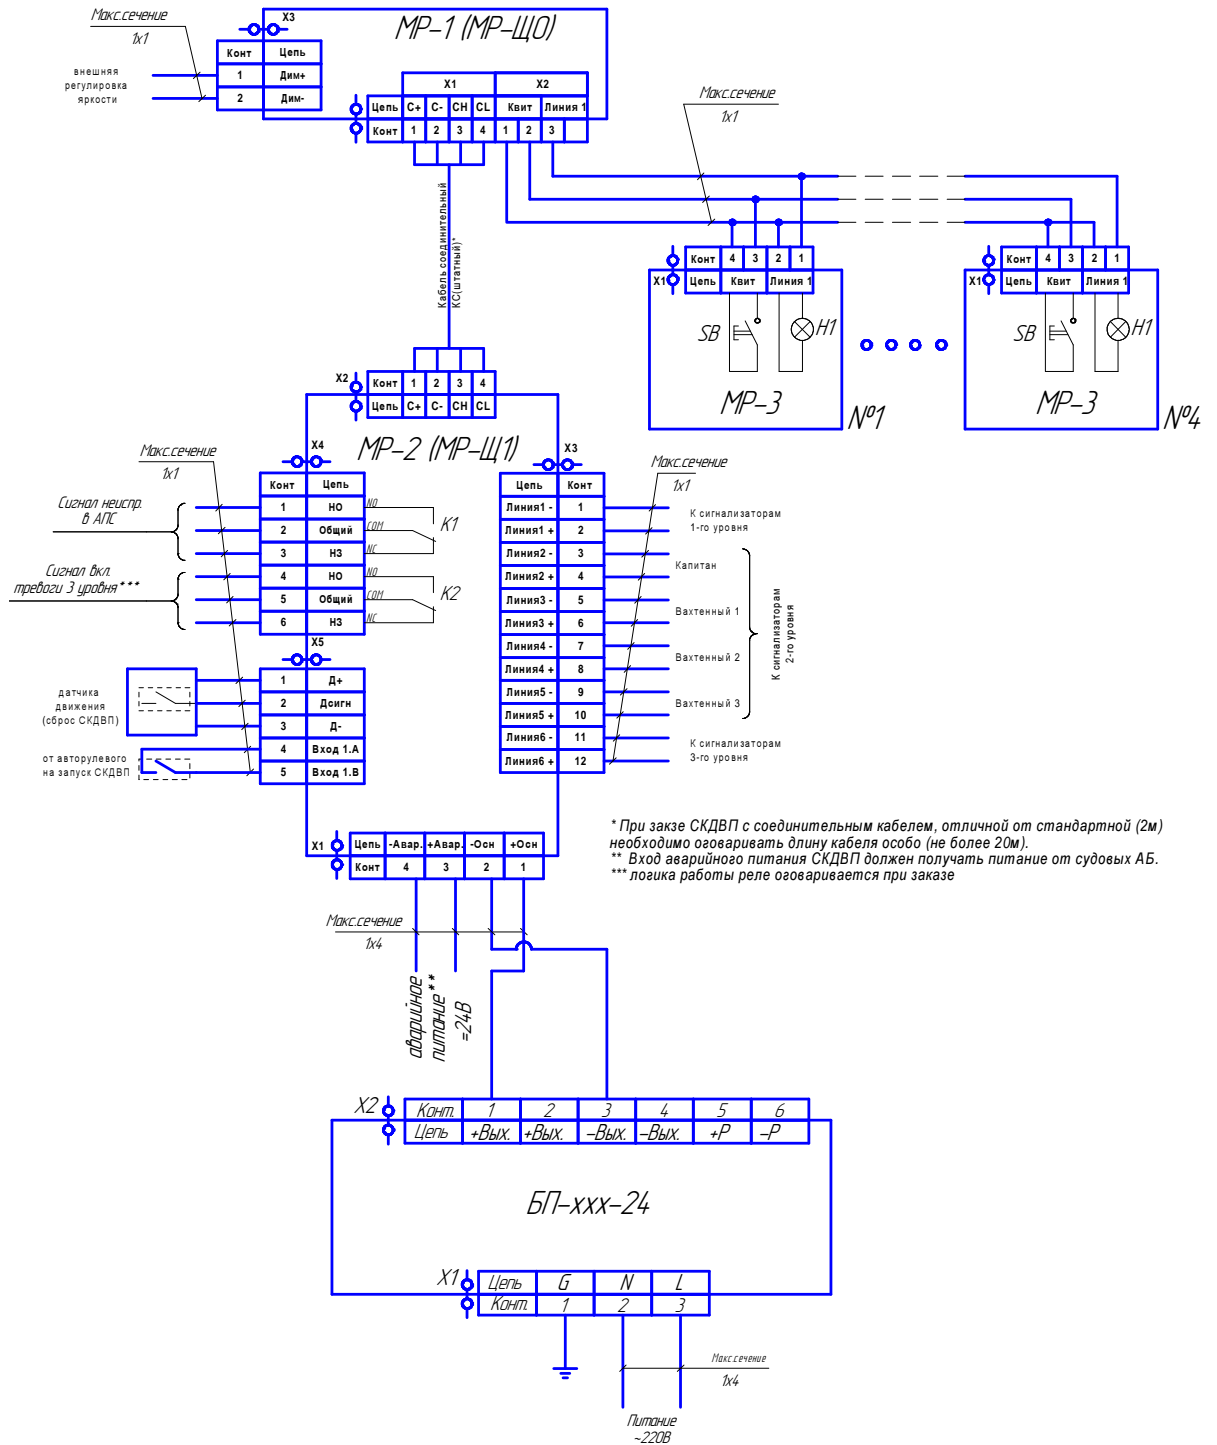 Макс.сечение
1x1
X3
МР-1 (МР-ЩО)
Конт Цепь
1 Дим+
2 Дим-
внешняя
регулировка
яркости
X1 X2
Цепь C+ C- CH CL Квит Линия 1
Конт 1 2 3 4 1 2 3
Макс.сечение
1x1
Кабель соединительный
КС(штатный)*
Конт 4 3 2 1
X1 Цепь Квит Линия 1
SB H1
МР-3
№1
Конт 4 3 2 1
X1 Цепь Квит Линия 1
SB H1
МР-3
№4
X2
Конт 1 2 3 4
Цепь C+ C- CH CL
МР-2 (МР-Щ1)
Макс.сечение
1x1
X4
Конт Цепь
1 НО NO
2 Общий COM
3 НЗ NC
4 НО NO
5 Общий COM
6 НЗ NC
K1
K2
Сигнал неиспр.
в АПС
Сигнал вкл.
тревоги 3 уровня***
X5
1 Д+
2 Дсигн
3 Д-
4 Вход 1.А
5 Вход 1.В
датчика
движения
(сброс СКДВП)
от авторулевого
на запуск СКДВП
X3
Макс.сечение
1x1
Цепь Конт
Линия1 - 1
Линия1 + 2
Линия2 - 3
Линия2 + 4
Линия3 - 5
Линия3 + 6
Линия4 - 7
Линия4 + 8
Линия5 - 9
Линия5 + 10
Линия6 - 11
Линия6 + 12
К сигнализаторам
1-го уровня
Капитан
Вахтенный 1
Вахтенный 2
Вахтенный 3
К сигнализаторам
2-го уровня
К сигнализаторам
3-го уровня
X1
Цепь -Авар. +Авар. -Осн +Осн
Конт 4 3 2 1
* При закзе СКДВП с соединительным кабелем, отличной от стандартной (2м)
необходимо оговаривать длину кабеля особо (не более 20м).
** Вход аварийного питания СКДВП должен получать питание от судовых АБ.
*** логика работы реле оговаривается при заказе
Макс.сечение
1x4
аварийное
питание**
=24В
X2
Конт. 1 2 3 4 5 6
Цепь +Вых. +Вых. -Вых. -Вых. +Р -Р
БП-ххх-24
X1
Цепь G N L
Конт. 1 2 3
Макс.сечение
1x4
Питание
~220В